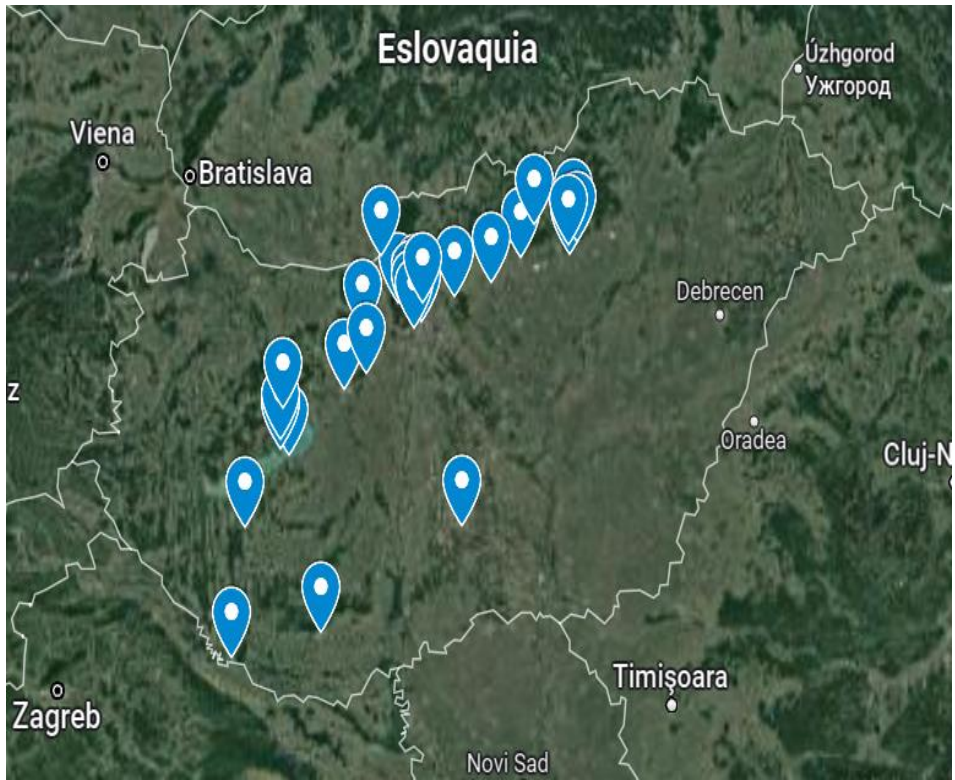 Eslovaquia
Úzhgorod
Ужгород
Viena
Bratislava
Debrecen
z
Oradea
Cluj-N
Timişoara
Zagreb
Novi Sad